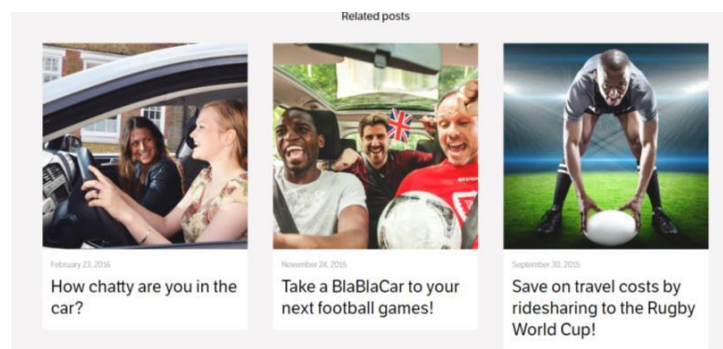 Related posts
February 23, 2016
How chatty are you in the
car?
November 24, 2015
Take a BlaBlaCar to your
next football games!
September 30, 2015
Save on travel costs by
ridesharing to the Rugby
World Cup!